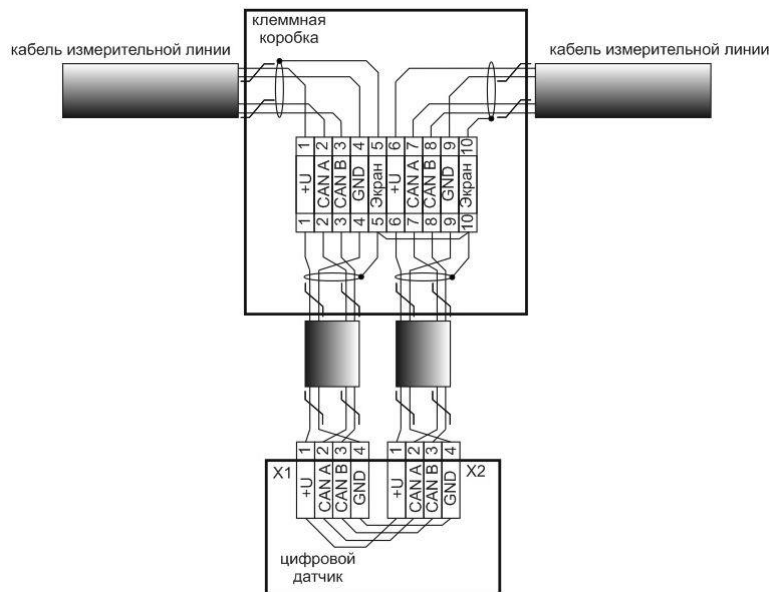 клеммная
коробка
кабель измерительной линии
кабель измерительной линии
1 2 3 4 5 6 7 8 9 10
+U CAN A CAN B GND Экран +U CAN A CAN B GND Экран
1 2 3 4 5 6 7 8 9 10
1 2 3 4 1 2 3 4
X1 X2
+U CAN A CAN B GND +U CAN A CAN B GND
цифровой
датчик